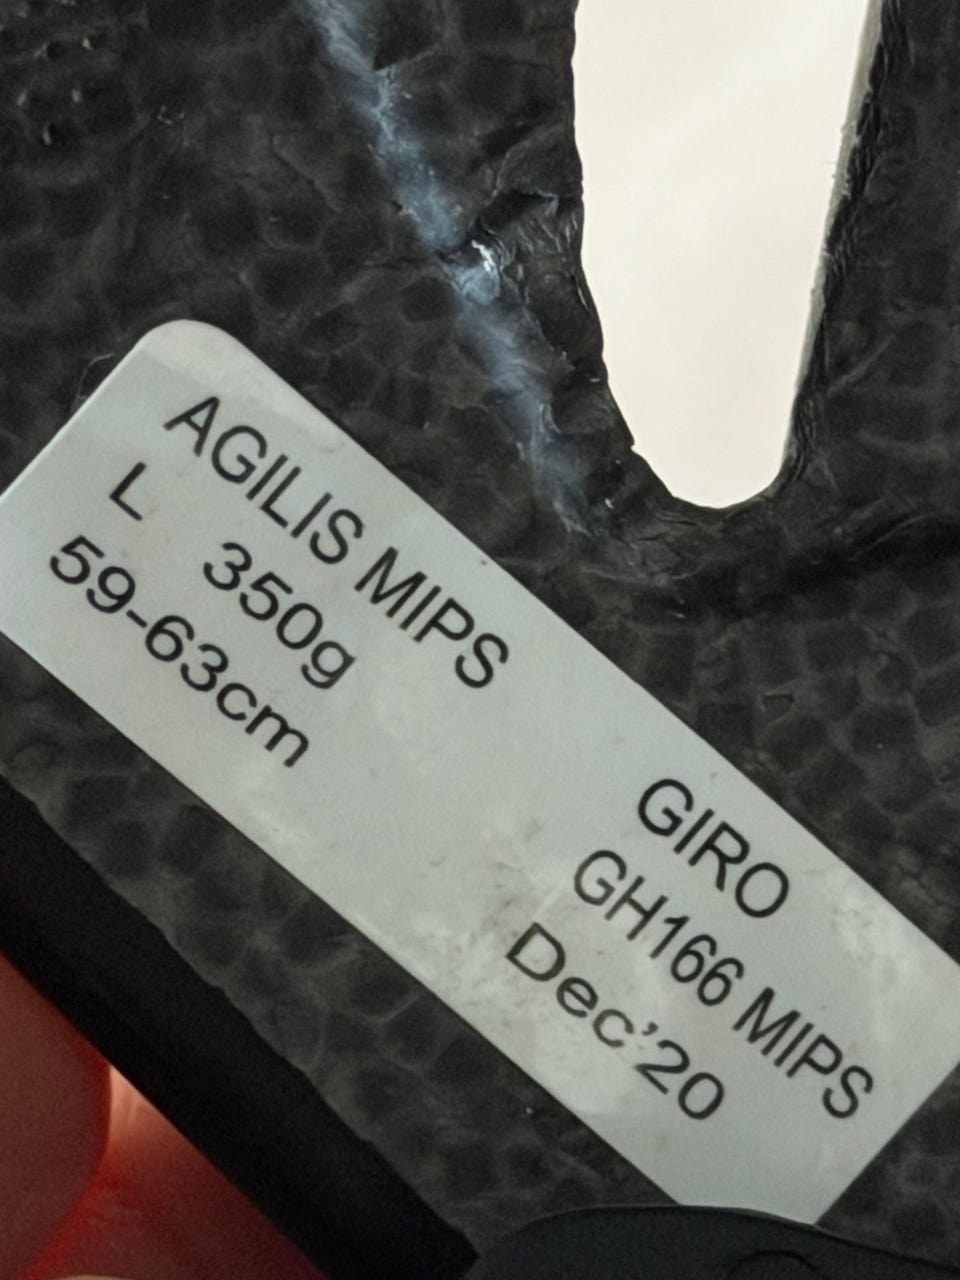 AGILIS MIPS
L 350g
59-63cm
GIRO
GH166 MIPS
Dec'20